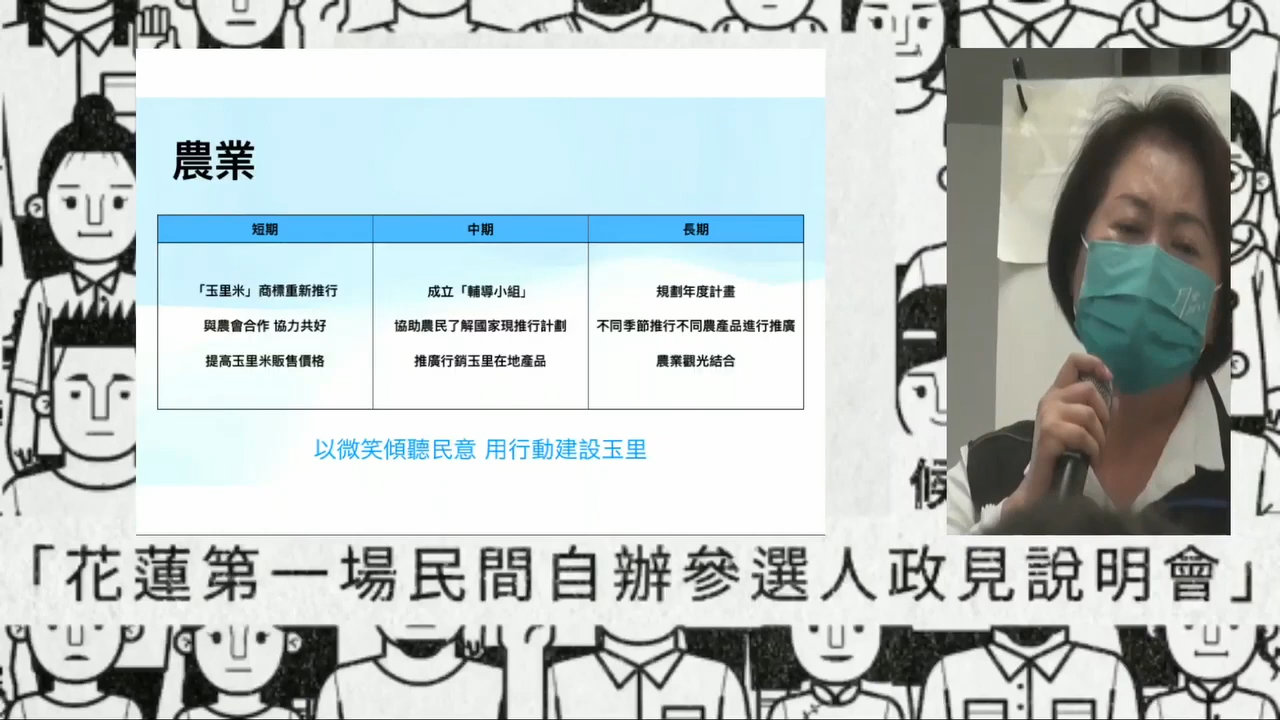 農業
短期 中期 長期
「玉里米」商標重新推行 成立「輔導小組」 規劃年度計畫
與農會合作 協力共好 協助農民了解國家現推行計劃 不同季節推行不同農產品進行推廣
提高玉里米販售價格 推廣行銷玉里在地產品 農業觀光結合
以微笑傾聽民意 用行動建設玉里
候
「花蓮第一場民間自辦參選人政見說明會」